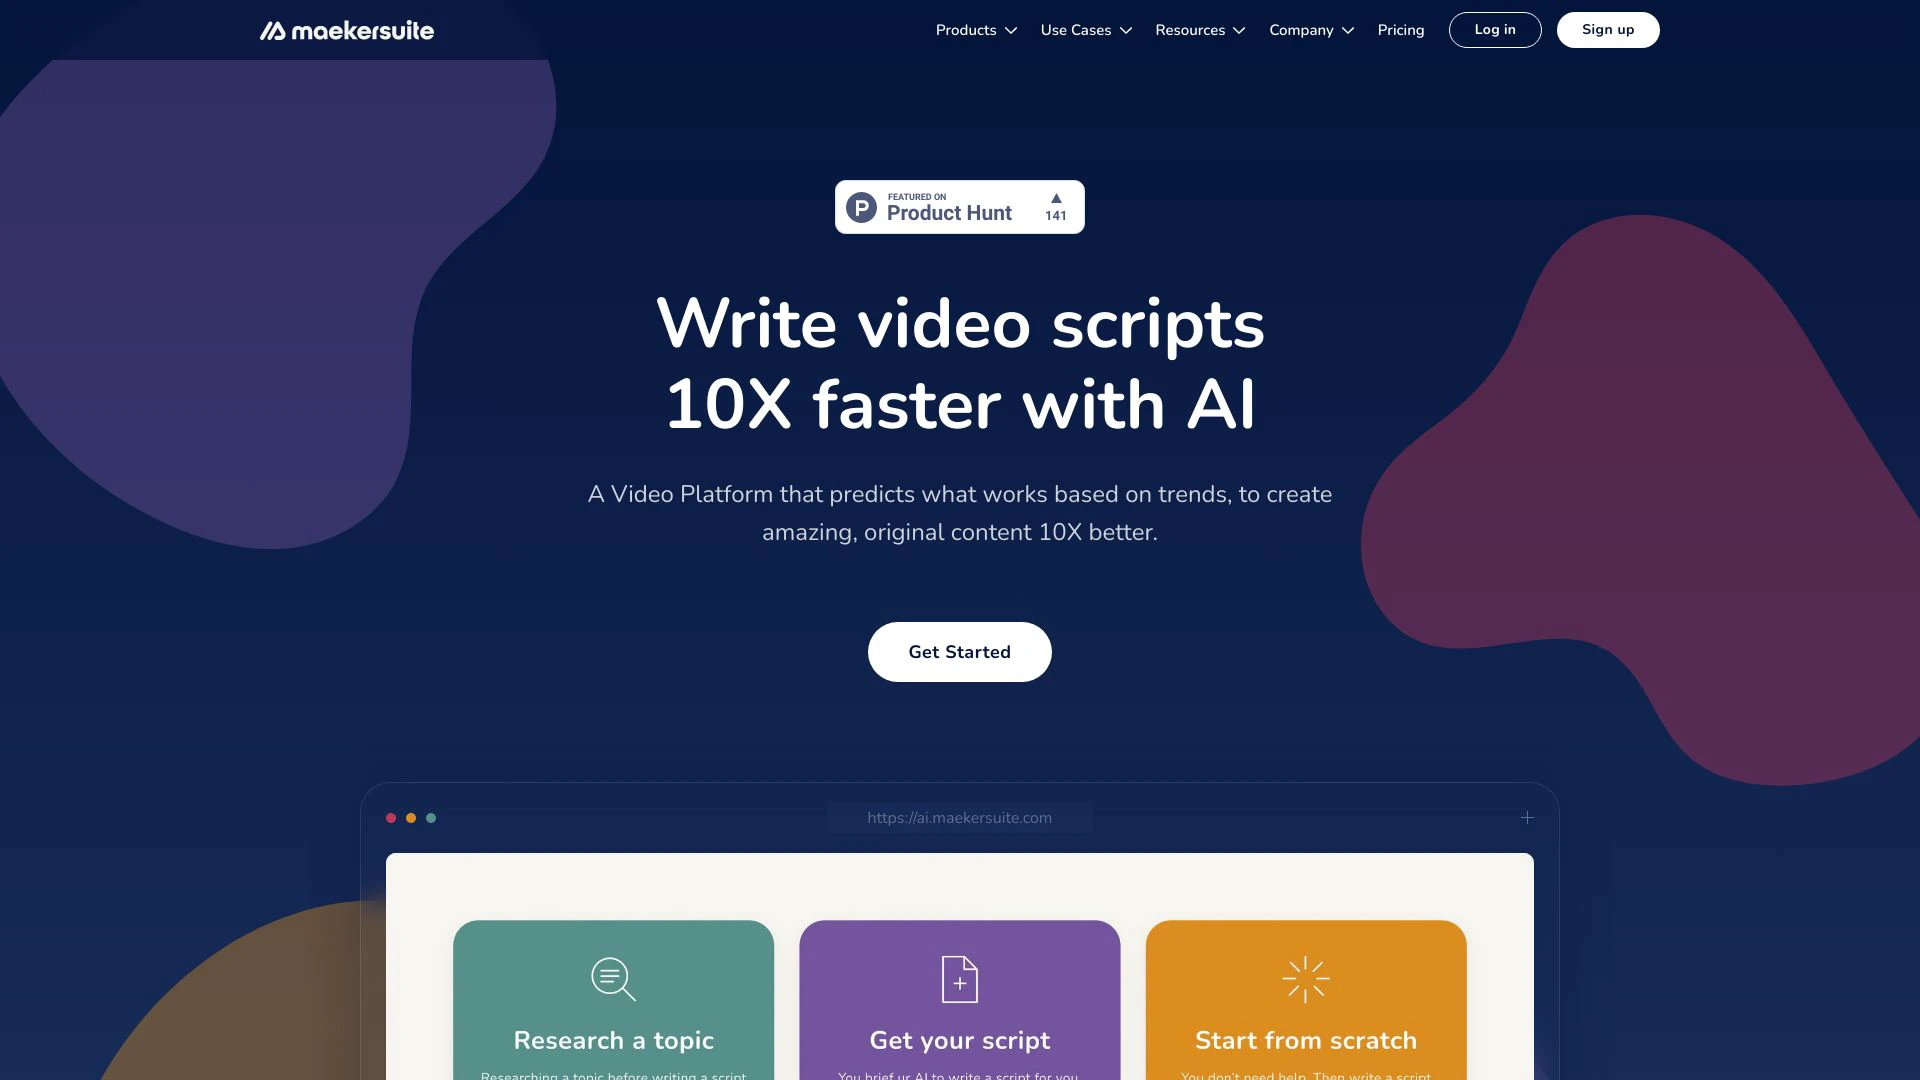 maekersuite
Products
Use Cases
Resources
Company
Pricing
Log in
Sign up
FEATURED ON
Product Hunt
141
Write video scripts
10X faster with AI
A Video Platform that predicts what works based on trends, to create
amazing, original content 10X better.
Get Started
https://ai.maekersuite.com
Research a topic
Get your script
Start from scratch
Researching a topic before writing a script
You brief ur AI to write a script for you
You don't need help. Then write a script